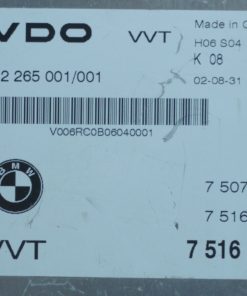 VDO VVT Made in
H06 S04
K 08
2 265 001/001 02-08-31
V006RC0B06040001
BMW
7 507
7 516
VVT 7 516